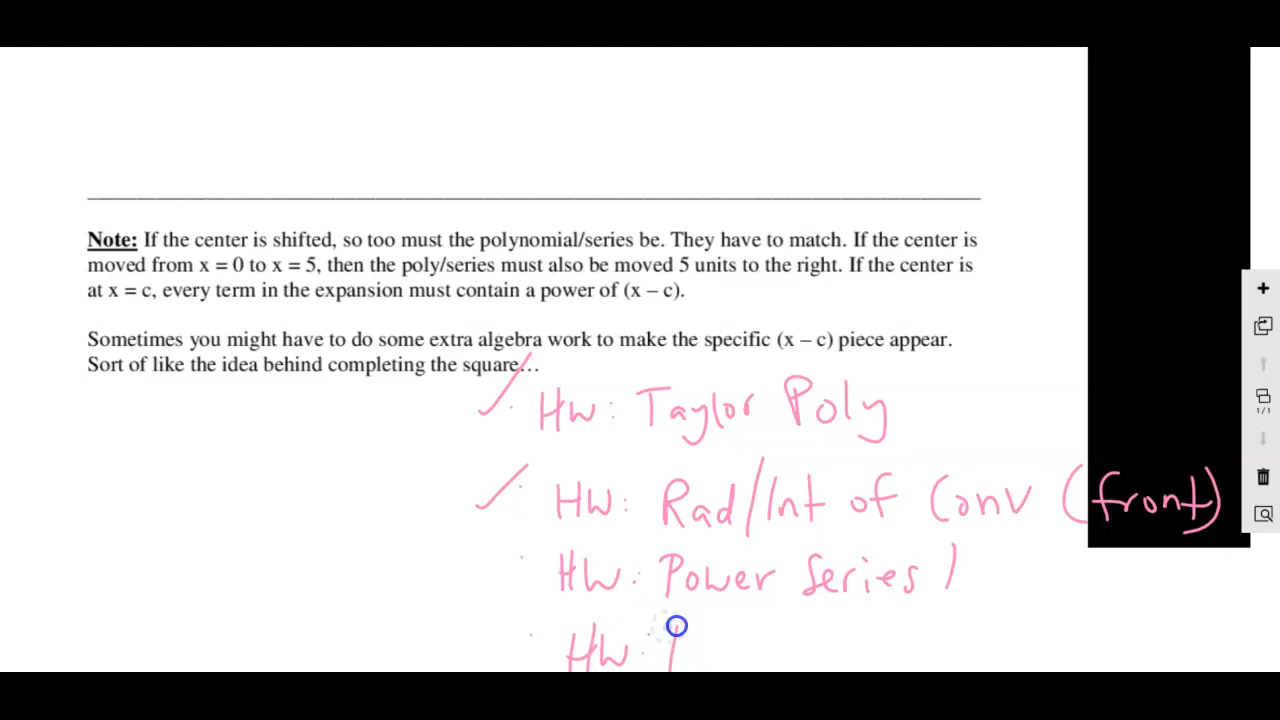 Note: If the center is shifted, so too must the polynomial/series be. They have to match. If the center is
moved from x = 0 to x = 5, then the poly/series must also be moved 5 units to the right. If the center is
at x = c, every term in the expansion must contain a power of (x – c).
Sometimes you might have to do some extra algebra work to make the specific (x – c) piece appear.
Sort of like the idea behind completing the square…
HW: Taylor Poly
HW: Rad/Int of Conv (front)
HW: Power Series 1
HW:
1/1